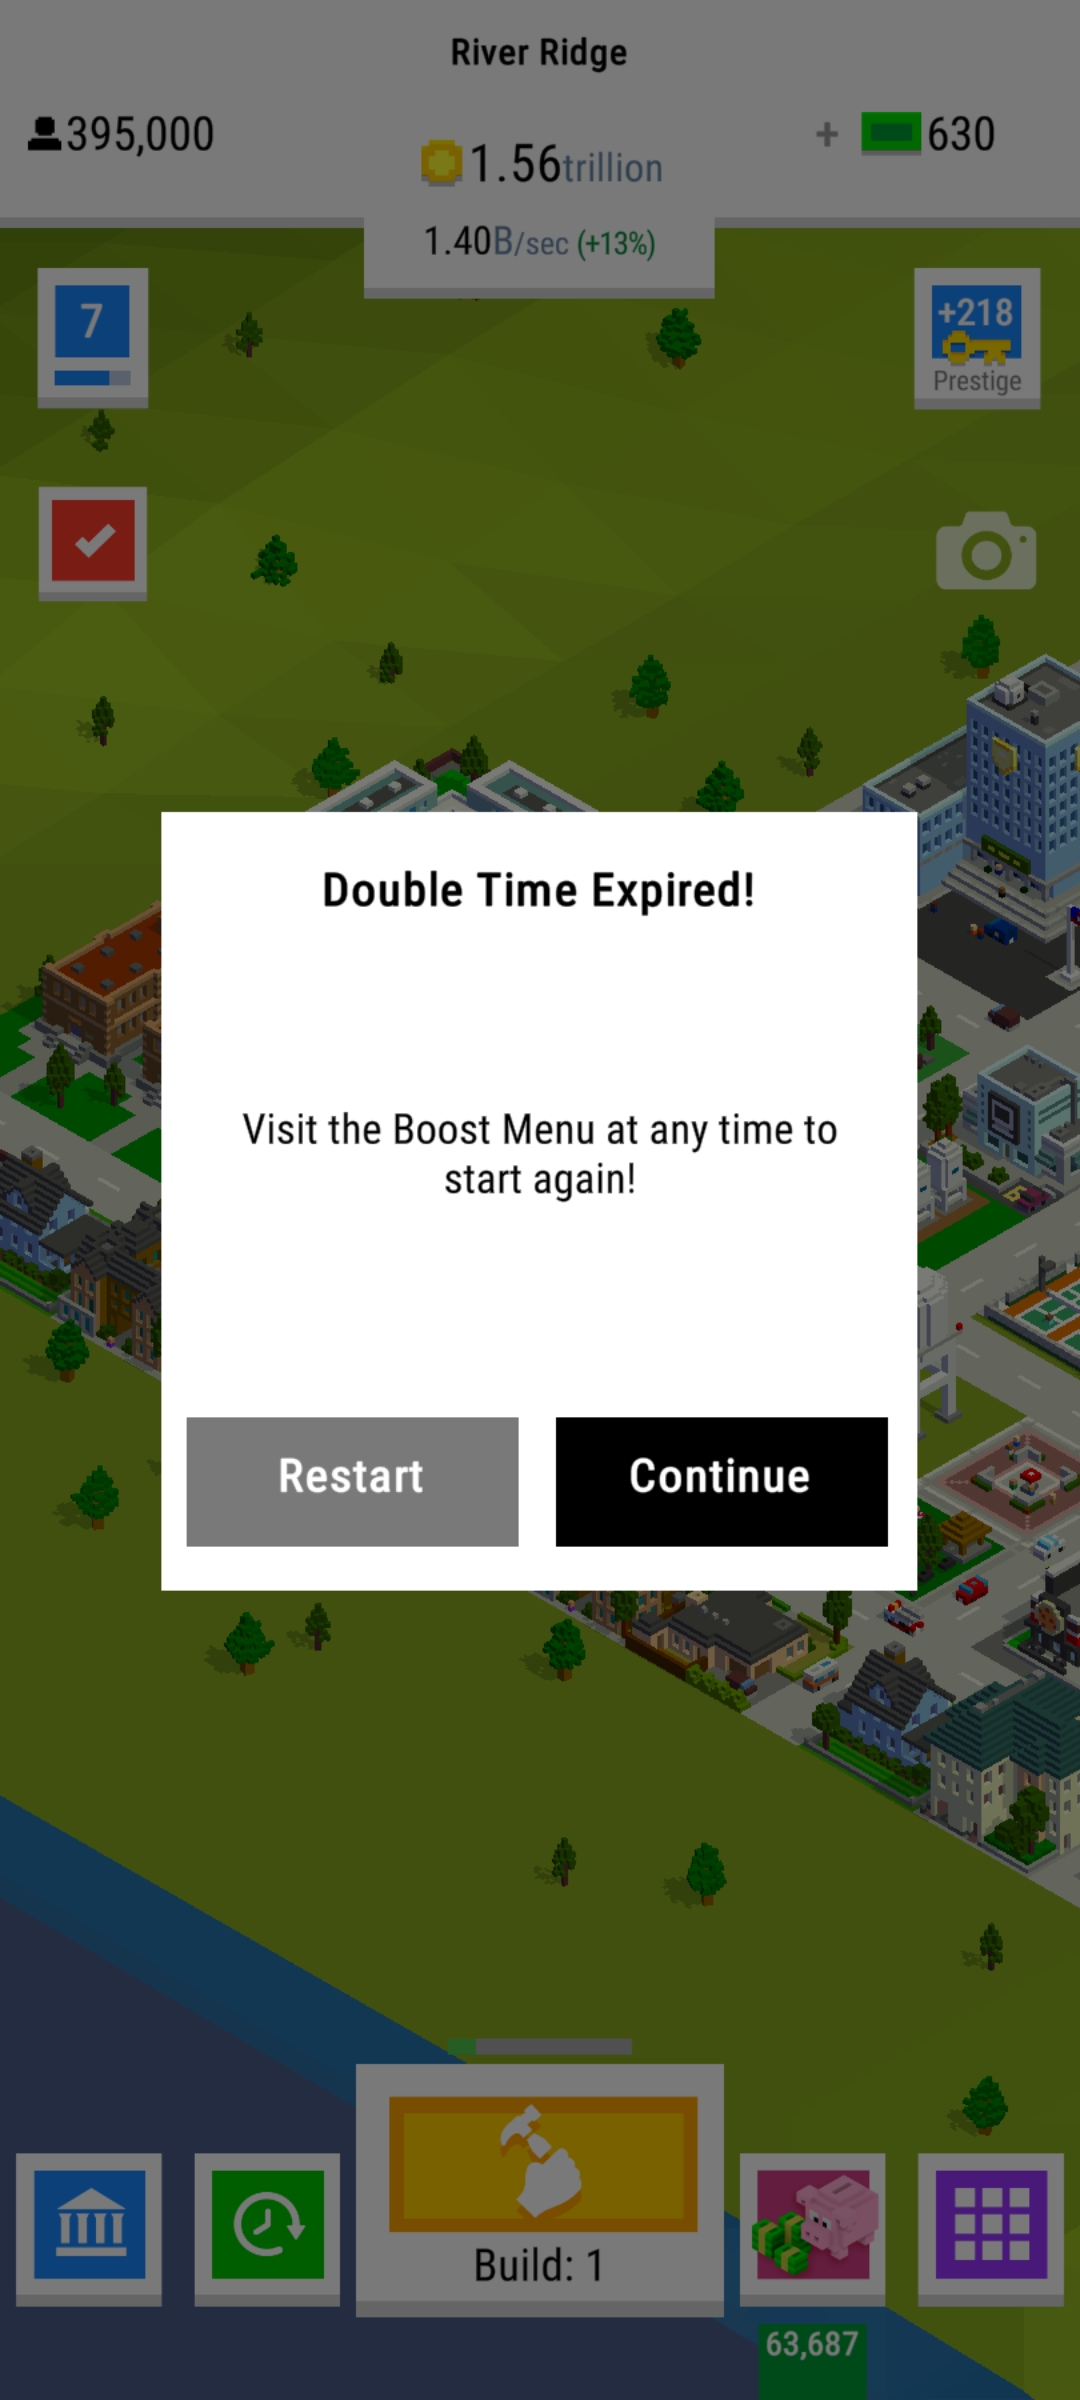 River Ridge
395,000
1.56trillion
+ 630
1.40B/sec (+13%)
7
+218
Prestige
Double Time Expired!
Visit the Boost Menu at any time to
start again!
Restart
Continue
Build: 1
63,687